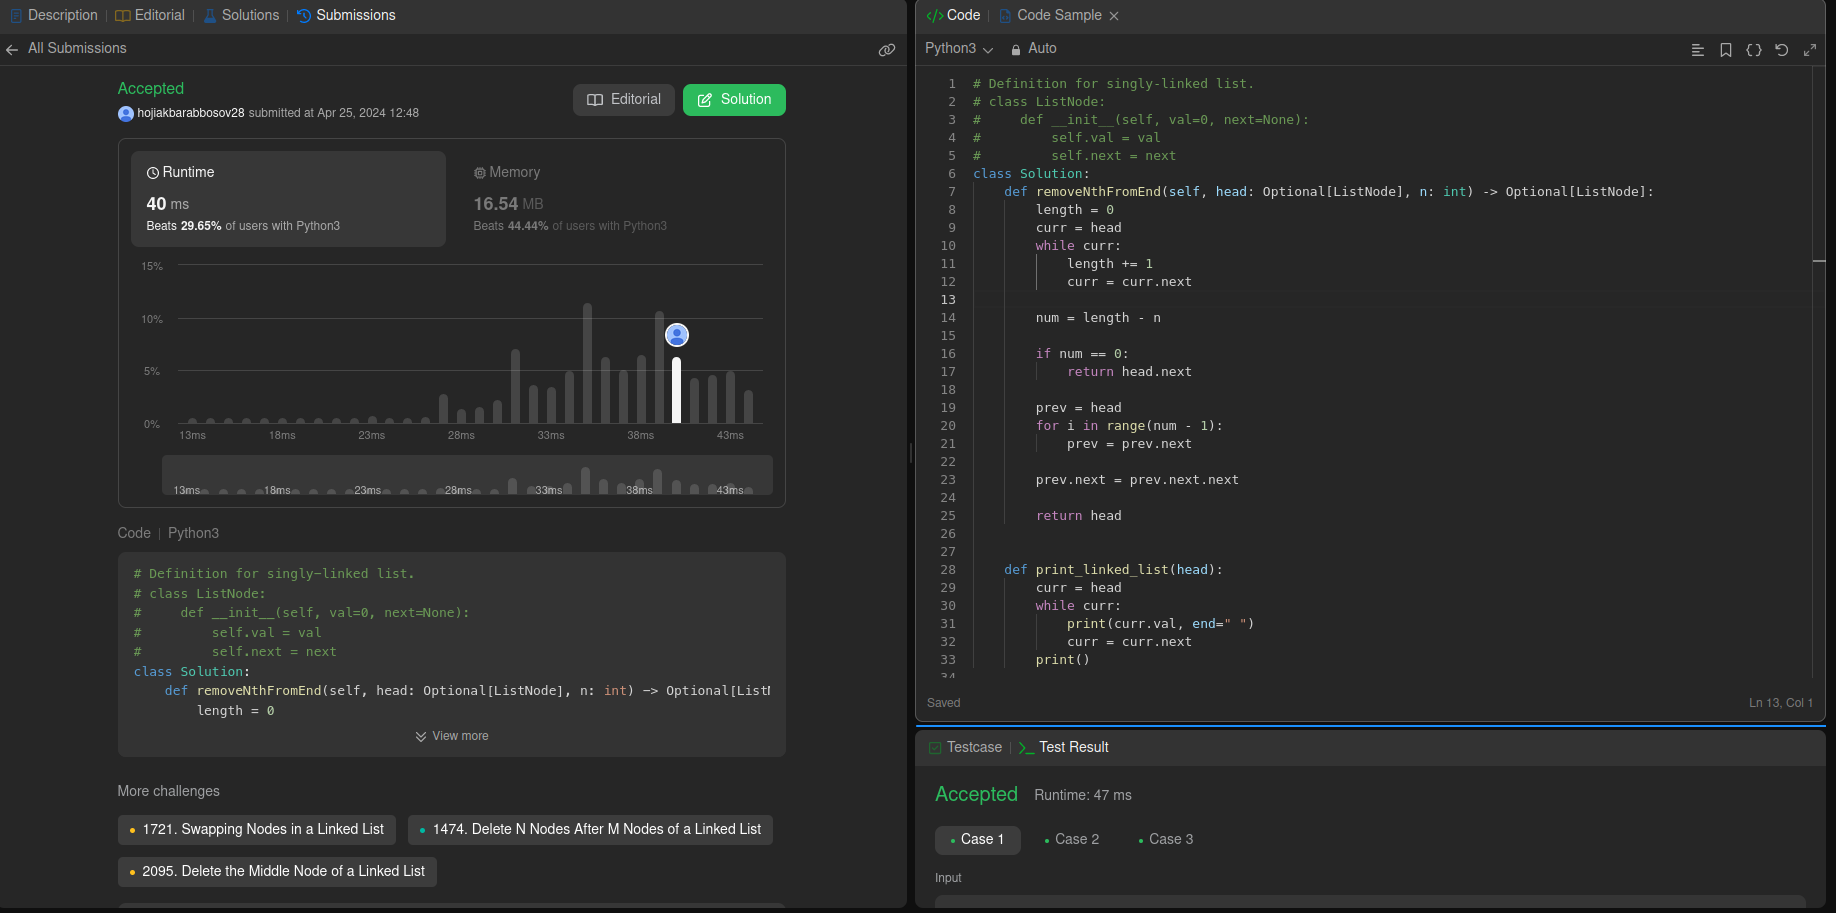 Description | Editorial | Solutions | Submissions
All Submissions
Accepted
hojiakbarabbosov28 submitted at Apr 25, 2024 12:48
Editorial
Solution
Runtime
40 ms
Beats 29.65% of users with Python3
Memory
16.54 MB
Beats 44.44% of users with Python3
15%
10%
5%
0%
13ms 18ms 23ms 28ms 33ms 38ms 43ms
13ms 18ms 23ms 28ms 33ms 38ms 43ms
Code | Python3
# Definition for singly-linked list.
# class ListNode:
#     def __init__(self, val=0, next=None):
#         self.val = val
#         self.next = next
class Solution:
    def removeNthFromEnd(self, head: Optional[ListNode], n: int) -> Optional[ListN
        length = 0
View more
More challenges
1721. Swapping Nodes in a Linked List
1474. Delete N Nodes After M Nodes of a Linked List
2095. Delete the Middle Node of a Linked List
</> Code | Code Sample
Python3 Auto
1 # Definition for singly-linked list.
2 # class ListNode:
3 #     def __init__(self, val=0, next=None):
4 #         self.val = val
5 #         self.next = next
6 class Solution:
7     def removeNthFromEnd(self, head: Optional[ListNode], n: int) -> Optional[ListNode]:
8         length = 0
9         curr = head
10         while curr:
11             length += 1
12             curr = curr.next
13
14         num = length - n
15
16         if num == 0:
17             return head.next
18
19         prev = head
20         for i in range(num - 1):
21             prev = prev.next
22
23         prev.next = prev.next.next
24
25         return head
26
27
28     def print_linked_list(head):
29         curr = head
30         while curr:
31             print(curr.val, end=" ")
32             curr = curr.next
33         print()
34
Saved
Ln 13, Col 1
Testcase | >_ Test Result
Accepted Runtime: 47 ms
Case 1
Case 2
Case 3
Input